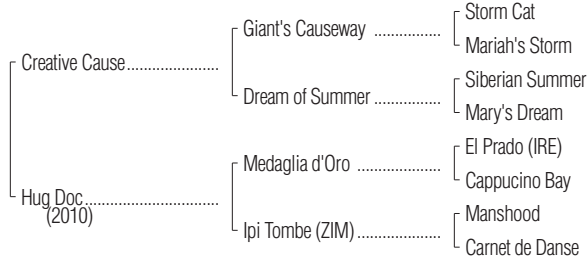 Storm Cat
Giant's Causeway ................
Mariah's Storm
Creative Cause......................
Siberian Summer
Dream of Summer ................
Mary's Dream
El Prado (IRE)
Medaglia d'Oro ....................
Cappucino Bay
Hug Doc................................
(2010)
Manshood
Ipi Tombe (ZIM)....................
Carnet de Danse